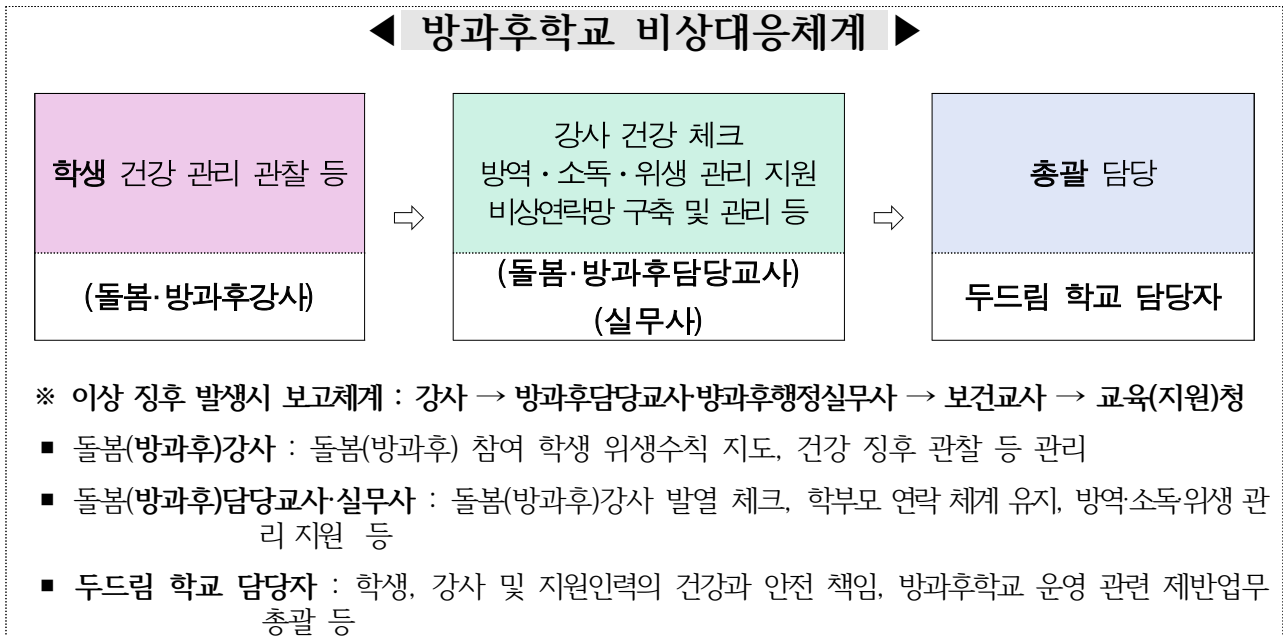 ◀ 방과후학교 비상대응체계 ▶
학생 건강 관리 관찰 등
(돌봄·방과후강사)
⇨
강사 건강 체크
방역·소독·위생 관리 지원
비상연락망 구축 및 관리 등
(돌봄·방과후담당교사)
(실무사)
⇨
총괄 담당
두드림 학교 담당자
※ 이상 징후 발생시 보고체계 : 강사 → 방과후담당교사·방과후행정실무사 → 보건교사 → 교육(지원)청
▪ 돌봄(방과후)강사 : 돌봄(방과후) 참여 학생 위생수칙 지도, 건강 징후 관찰 등 관리
▪ 돌봄(방과후)담당교사·실무사 : 돌봄(방과후)강사 발열 체크, 학부모 연락 체계 유지, 방역·소독·위생 관
리 지원 등
▪ 두드림 학교 담당자 : 학생, 강사 및 지원인력의 건강과 안전 책임, 방과후학교 운영 관련 제반업무
총괄 등